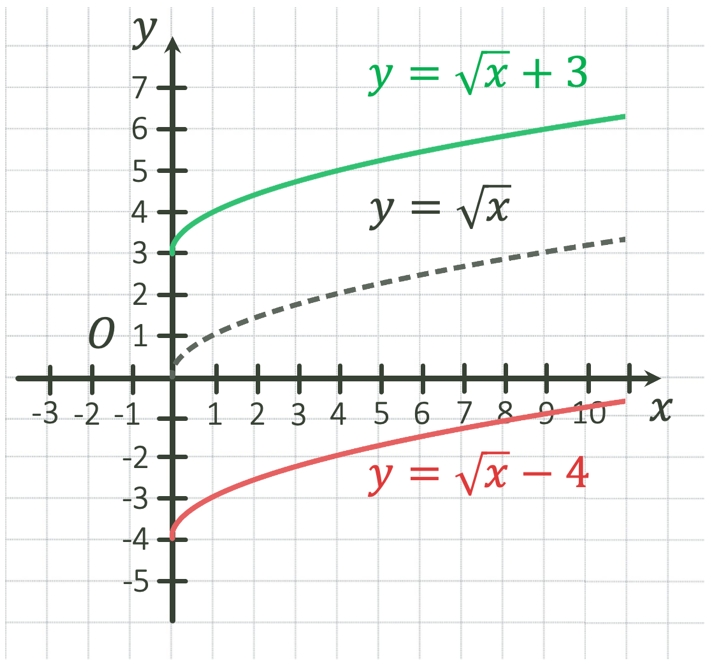 y
7
y = √x + 3
6
5
4
y = √x
3
2
O 1
-3 -2 -1 1 2 3 4 5 6 7 8 9 10 x
-2
y = √x − 4
-3
-4
-5